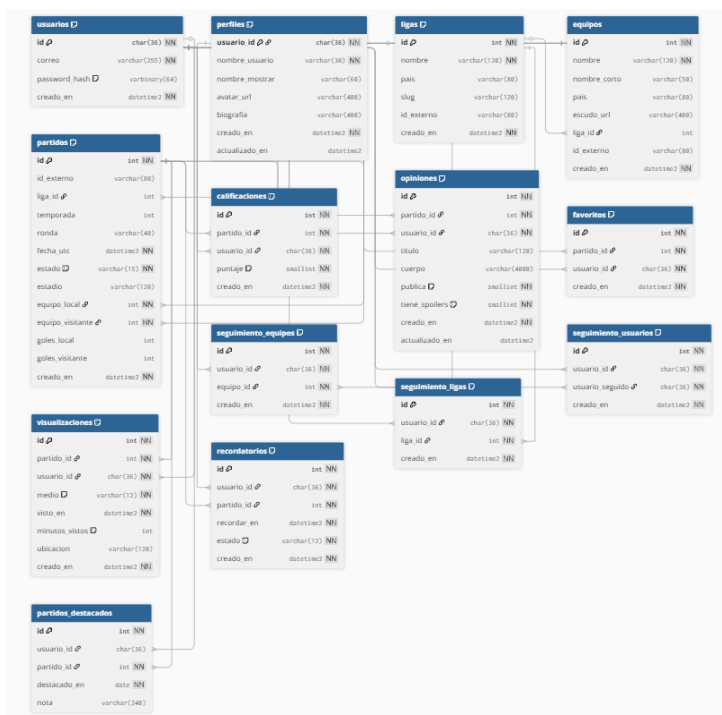 usuarios
id char(36) NN
correo varchar(255) NN
password_hash varbinary(64)
creado_en datetime2 NN
perfiles
usuario_id char(36) NN
nombre_usuario varchar(30) NN
nombre_mostrar varchar(60)
avatar_url varchar(400)
biografia varchar(400)
creado_en datetime2 NN
actualizado_en datetime2
ligas
id int NN
nombre varchar(120) NN
pais varchar(80)
slug varchar(120)
id_externo varchar(80)
creado_en datetime2 NN
equipos
id int NN
nombre varchar(120) NN
nombre_corto varchar(50)
pais varchar(80)
escudo_url varchar(400)
liga_id int
id_externo varchar(80)
creado_en datetime2 NN
partidos
id int NN
id_externo varchar(80)
liga_id int
temporada int
ronda varchar(40)
fecha_utc datetime2 NN
estado varchar(15) NN
estadio varchar(120)
equipo_local int NN
equipo_visitante int NN
goles_local int
goles_visitante int
creado_en datetime2 NN
calificaciones
id int NN
partido_id int NN
usuario_id char(36) NN
puntaje smallint NN
creado_en datetime2 NN
opiniones
id int NN
partido_id int NN
usuario_id char(36) NN
titulo varchar(120)
cuerpo varchar(4000)
publica smallint NN
tiene_spoilers smallint NN
creado_en datetime2 NN
actualizado_en datetime2
favoritos
id int NN
partido_id int NN
usuario_id char(36) NN
creado_en datetime2 NN
seguimiento_equipos
id int NN
usuario_id char(36) NN
equipo_id int NN
creado_en datetime2 NN
seguimiento_ligas
id int NN
usuario_id char(36) NN
liga_id int NN
creado_en datetime2 NN
seguimiento_usuarios
id int NN
usuario_id char(36) NN
usuario_seguido char(36) NN
creado_en datetime2 NN
visualizaciones
id int NN
partido_id int NN
usuario_id char(36) NN
medio varchar(12) NN
visto_en datetime2 NN
minutos_vistos int
ubicacion varchar(120)
creado_en datetime2 NN
recordatorios
id int NN
usuario_id char(36) NN
partido_id int NN
recordar_en datetime2 NN
estado varchar(12) NN
creado_en datetime2 NN
partidos_destacados
id int NN
usuario_id char(36)
partido_id int NN
destacado_en date NN
nota varchar(240)